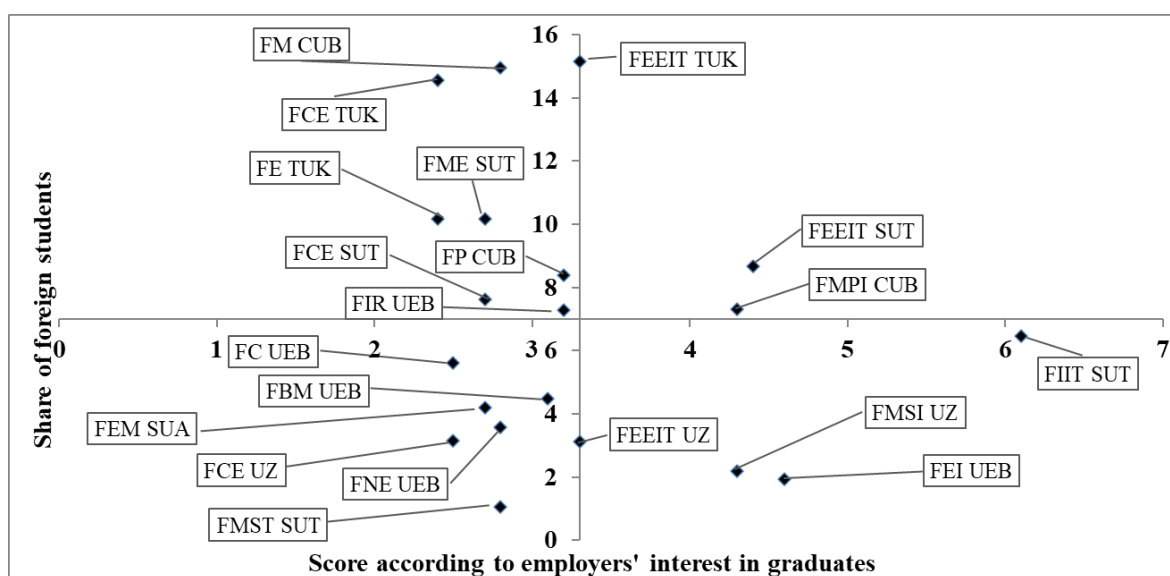 16
FM CUB
FEEIT TUK
14
FCE TUK
12
FE TUK
FME SUT
10
FEEIT SUT
FCE SUT
FP CUB
8
FMPI CUB
FIR UEB
0 1 2 3 4 5 6 7
6
FC UEB
FIIT SUT
FBM UEB
4
FMSI UZ
FEM SUA
FEEIT UZ
FCE UZ
FEI UEB
FNE UEB
2
FMST SUT
0
Share of foreign students
Score according to employers' interest in graduates